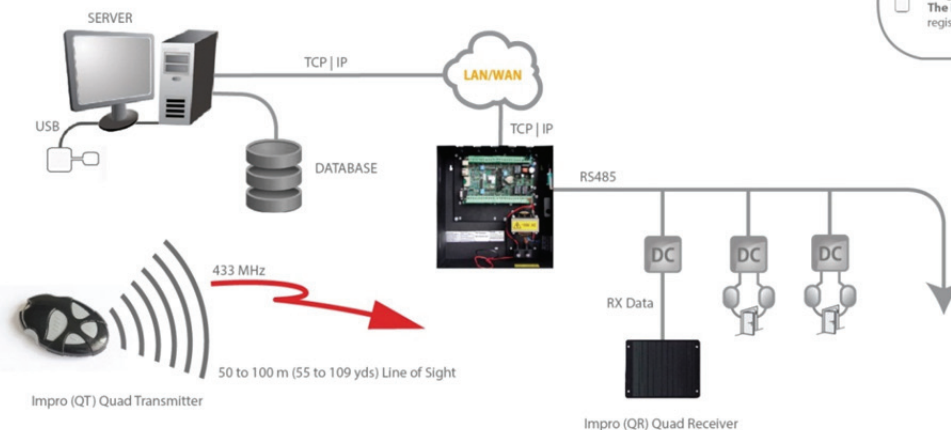 SERVER
The
regis
TCP | IP
LAN/WAN
USB
TCP | IP
DATABASE
RS485
DC
DC
DC
433 MHz
RX Data
50 to 100 m (55 to 109 yds) Line of Sight
Impro (QT) Quad Transmitter
Impro (QR) Quad Receiver